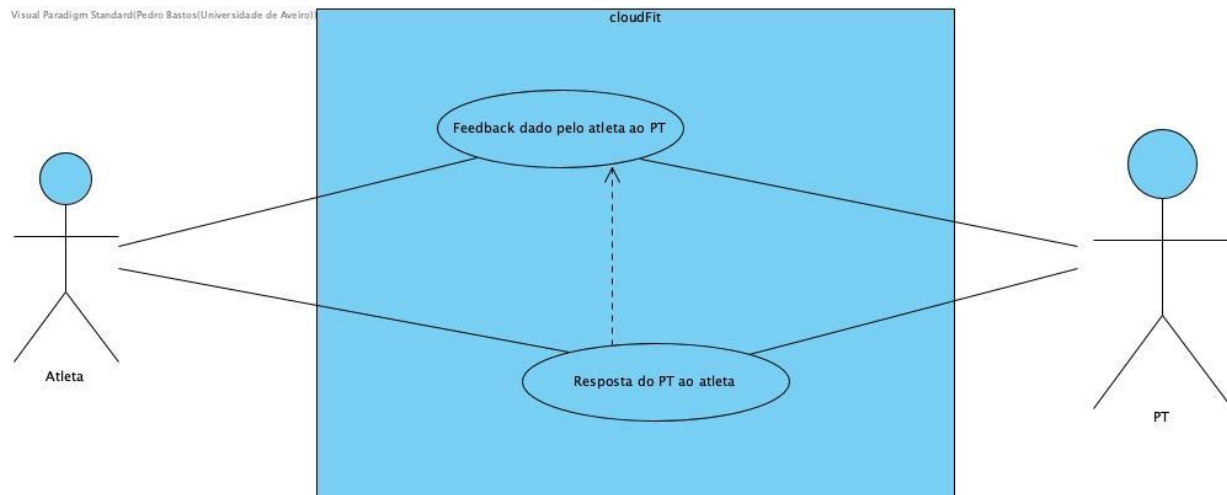 Visual Paradigm Standard(Pedro Bastos(Universidade de Aveiro))
cloudFit
Feedback dado pelo atleta ao PT
Resposta do PT ao atleta
Atleta
PT